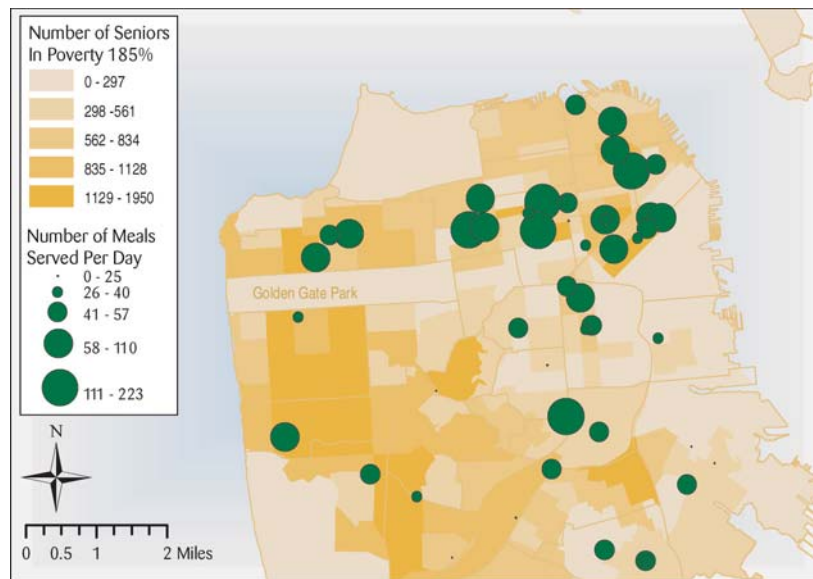 Number of Seniors
In Poverty 185%
0 - 297
298 -561
562 - 834
835 - 1128
1129 - 1950
Number of Meals
Served Per Day
0 - 25
26 - 40
41 - 57
58 - 110
111 - 223
Golden Gate Park
N
0 0.5 1 2 Miles